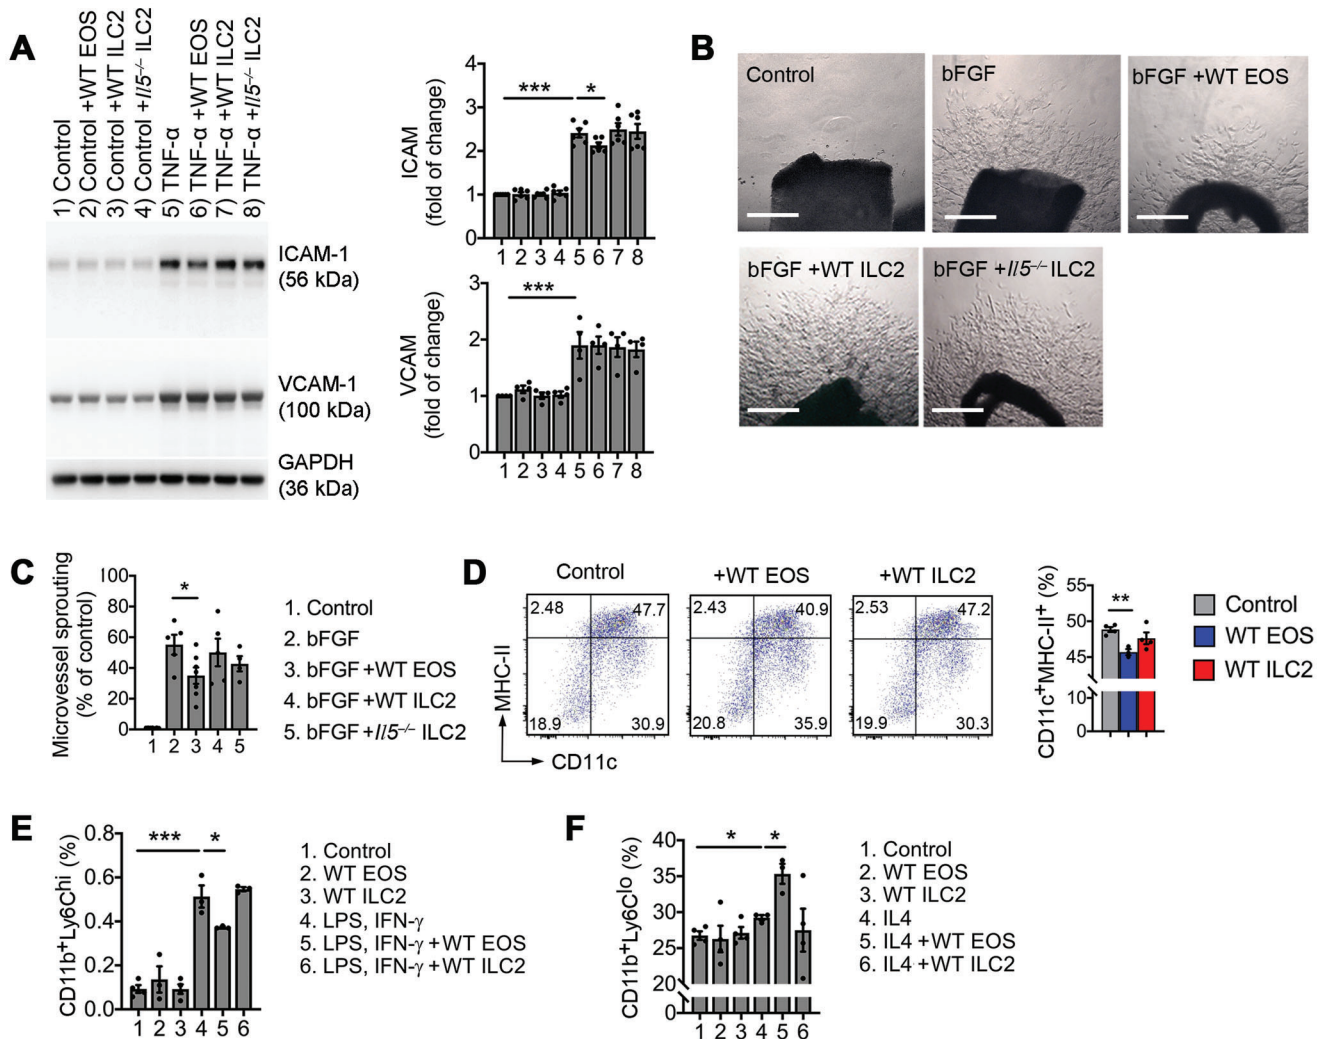 A
1) Control
2) Control +WT EOS
3) Control +WT ILC2
4) Control +Il5⁻/⁻ ILC2
5) TNF-α
6) TNF-α +WT EOS
7) TNF-α +WT ILC2
8) TNF-α +Il5⁻/⁻ ILC2
ICAM-1
(56 kDa)
VCAM-1
(100 kDa)
GAPDH
(36 kDa)
ICAM
(fold of change)
4
3
2
1
0
*** *
1 2 3 4 5 6 7 8
VCAM
(fold of change)
3
2
1
0
***
1 2 3 4 5 6 7 8
B
Control
bFGF
bFGF +WT EOS
bFGF +WT ILC2
bFGF +Il5⁻/⁻ ILC2
C
Microvessel sprouting
(% of control)
100
80
60
40
20
0
*
1 2 3 4 5
1. Control
2. bFGF
3. bFGF +WT EOS
4. bFGF +WT ILC2
5. bFGF +Il5⁻/⁻ ILC2
D
Control
2.48 47.7
18.9 30.9
+WT EOS
2.43 40.9
20.8 35.9
+WT ILC2
2.53 47.2
19.9 30.3
MHC-II
CD11c
CD11c⁺MHC-II⁺ (%)
55
50
45
10
0
**
Control
WT EOS
WT ILC2
E
CD11b⁺Ly6Chi (%)
0.8
0.6
0.4
0.2
0.0
*** *
1 2 3 4 5 6
1. Control
2. WT EOS
3. WT ILC2
4. LPS, IFN-γ
5. LPS, IFN-γ +WT EOS
6. LPS, IFN-γ +WT ILC2
F
CD11b⁺Ly6Cˡᵒ (%)
40
35
30
25
20
0
* *
1 2 3 4 5 6
1. Control
2. WT EOS
3. WT ILC2
4. IL4
5. IL4 +WT EOS
6. IL4 +WT ILC2